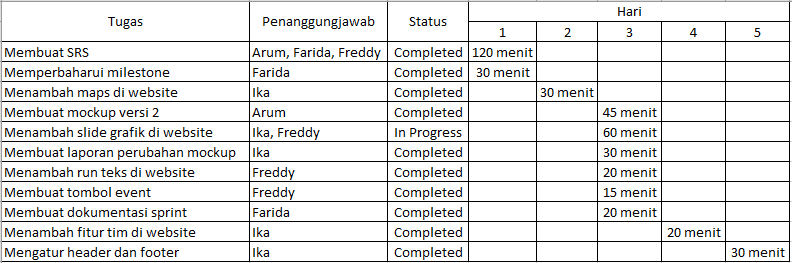 Tugas Penanggungjawab Status Hari
1 2 3 4 5
Membuat SRS Arum, Farida, Freddy Completed 120 menit
Memperbaharui milestone Farida Completed 30 menit
Menambah maps di website Ika Completed 30 menit
Membuat mockup versi 2 Arum Completed 45 menit
Menambah slide grafik di website Ika, Freddy In Progress 60 menit
Membuat laporan perubahan mockup Ika Completed 30 menit
Menambah run teks di website Freddy Completed 20 menit
Membuat tombol event Freddy Completed 15 menit
Membuat dokumentasi sprint Farida Completed 20 menit
Menambah fitur tim di website Ika Completed 20 menit
Mengatur header dan footer Ika Completed 30 menit